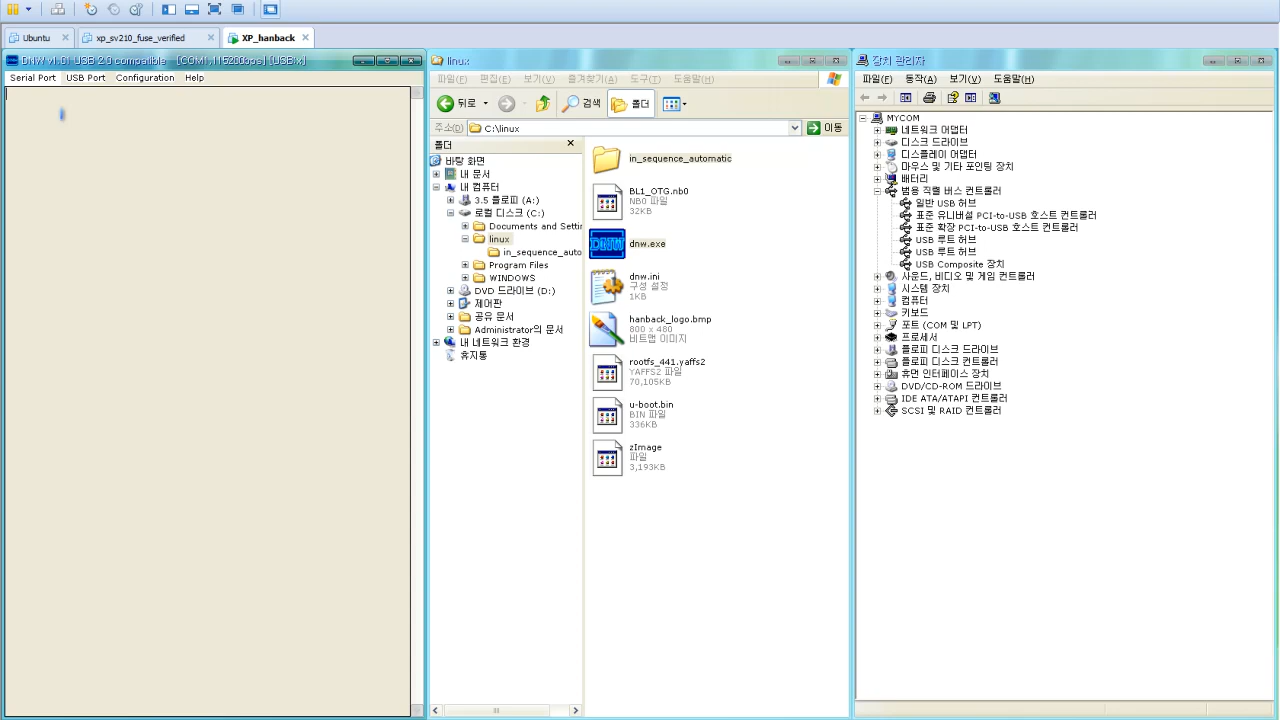 Ubuntu
xp_sv210_fuse_verified
XP_hanback
DNW v1.01 USB 2.0 compatible [COM1,115200bps] [USB:x]
Serial Port USB Port Configuration Help
linux
파일(F) 편집(E) 보기(V) 즐겨찾기(A) 도구(T) 도움말(H)
뒤로 검색 폴더
주소(D) C:\linux 이동
폴더
바탕 화면
내 문서
내 컴퓨터
3.5 플로피 (A:)
로컬 디스크 (C:)
Documents and Settin
linux
in_sequence_auto
Program Files
WINDOWS
DVD 드라이브 (D:)
제어판
공유 문서
Administrator의 문서
내 네트워크 환경
휴지통
in_sequence_automatic
BL1_OTG.nb0
NB0 파일
32KB
DNW
dnw.exe
dnw.ini
구성 설정
1KB
hanback_logo.bmp
800 x 480
비트맵 이미지
rootfs_441.yaffs2
YAFFS2 파일
70,105KB
u-boot.bin
BIN 파일
336KB
zImage
파일
3,193KB
장치 관리자
파일(F) 동작(A) 보기(V) 도움말(H)
MYCOM
네트워크 어댑터
디스크 드라이브
디스플레이 어댑터
마우스 및 기타 포인팅 장치
배터리
범용 직렬 버스 컨트롤러
일반 USB 허브
표준 유니버설 PCI-to-USB 호스트 컨트롤러
표준 확장 PCI-to-USB 호스트 컨트롤러
USB 루트 허브
USB 루트 허브
USB Composite 장치
사운드, 비디오 및 게임 컨트롤러
시스템 장치
컴퓨터
키보드
포트 (COM 및 LPT)
프로세서
플로피 디스크 드라이브
플로피 디스크 컨트롤러
휴먼 인터페이스 장치
DVD/CD-ROM 드라이브
IDE ATA/ATAPI 컨트롤러
SCSI 및 RAID 컨트롤러